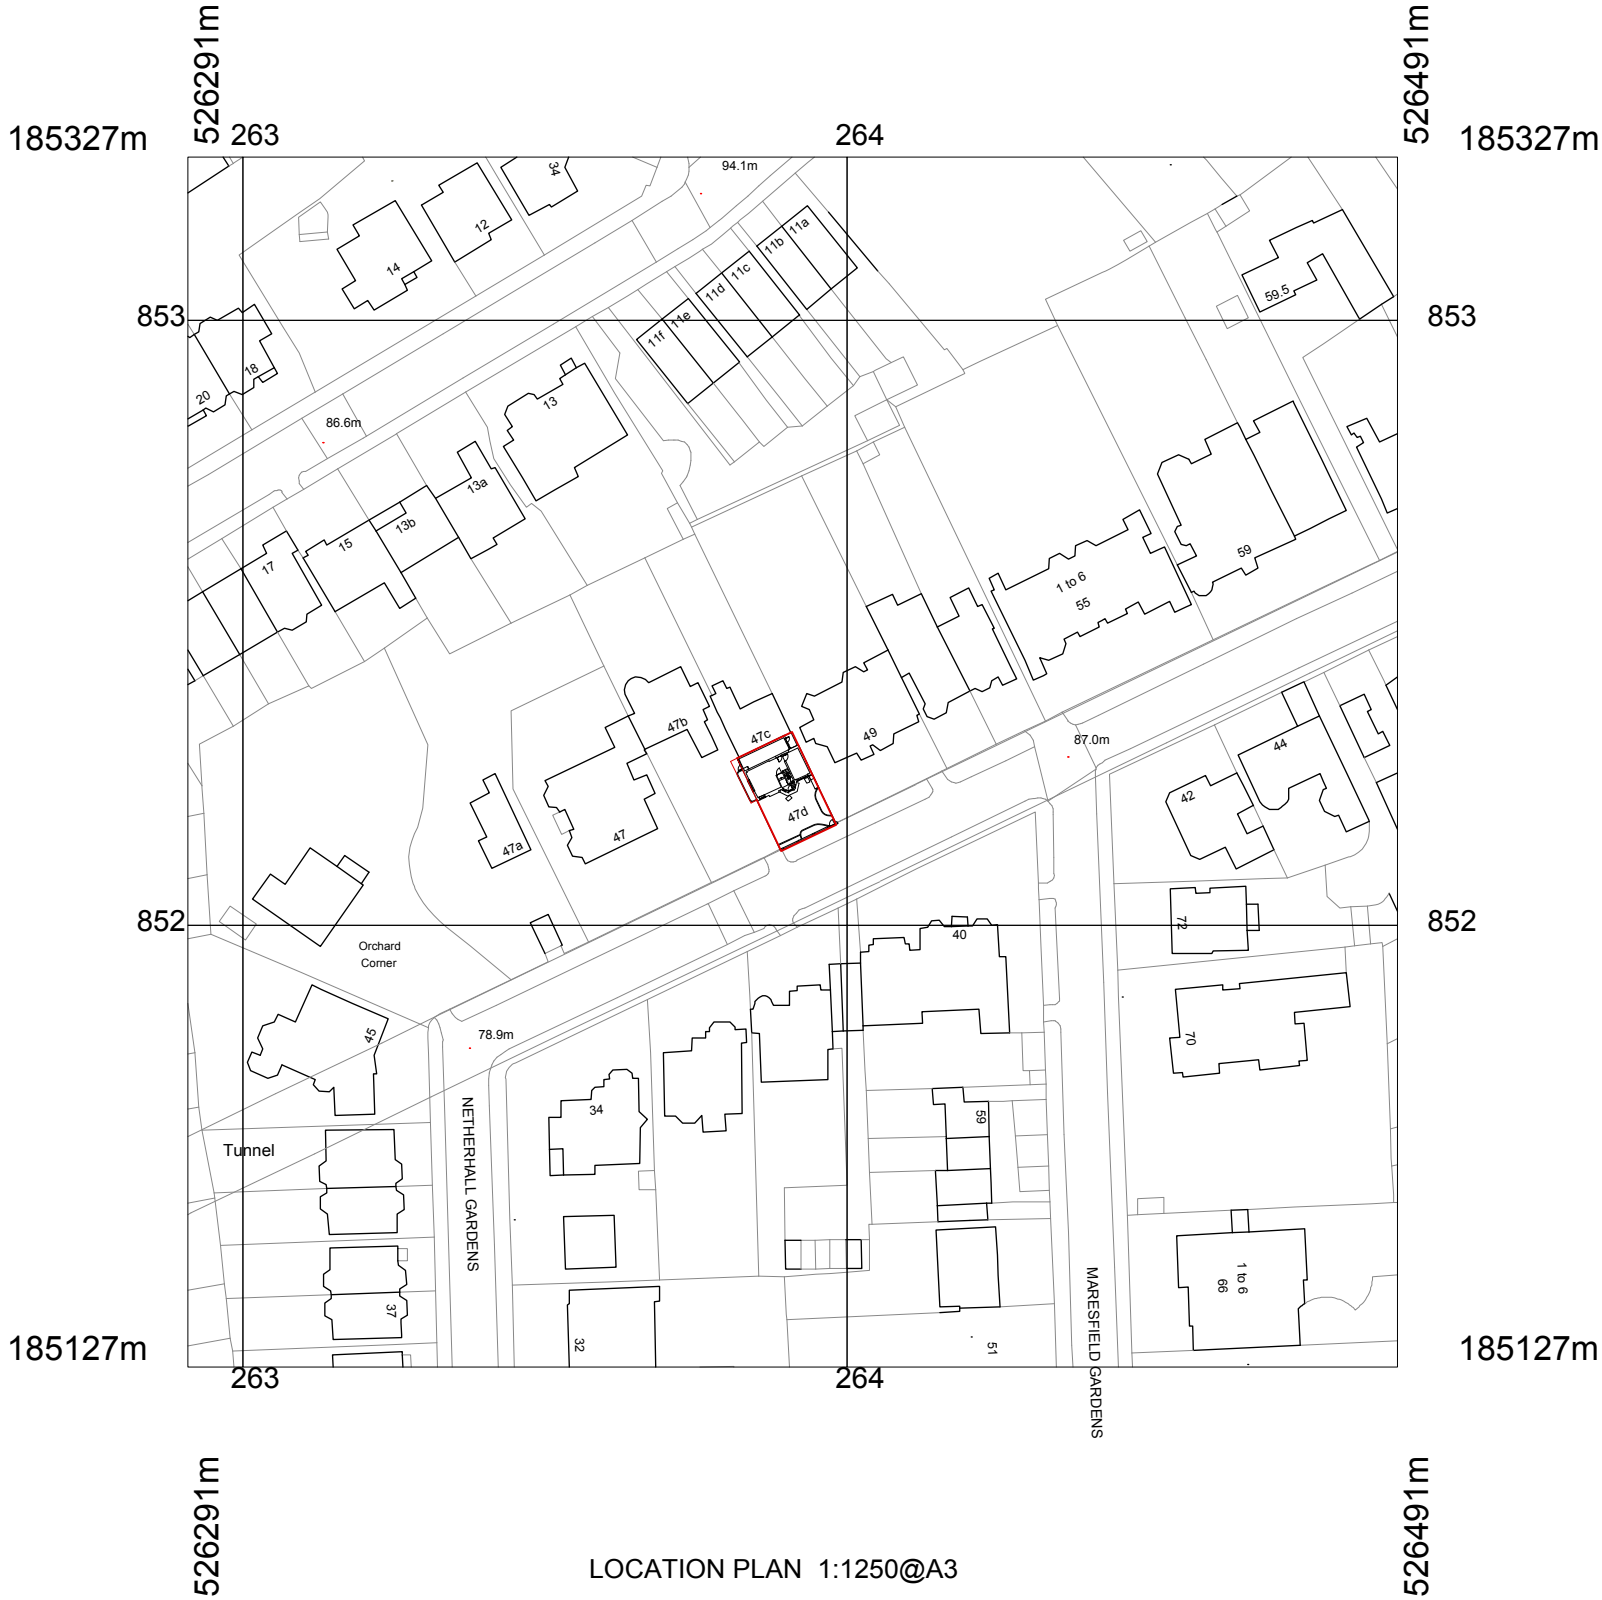 526291m
526491m
185327m
263
264
185327m
94.1m
34
12
14
11a
11b
11c
11d
11e
11f
59.5
853
853
18
20
13
86.6m
13a
13b
15
17
59
1 to 6
55
47b
47c
49
87.0m
44
42
47d
47
47a
852
852
72
40
Orchard
Corner
45
78.9m
70
34
59
NETHERHALL GARDENS
Tunnel
37
32
51
1 to 6
66
MARESFIELD GARDENS
185127m
263
264
185127m
526291m
526491m
LOCATION PLAN 1:1250@A3